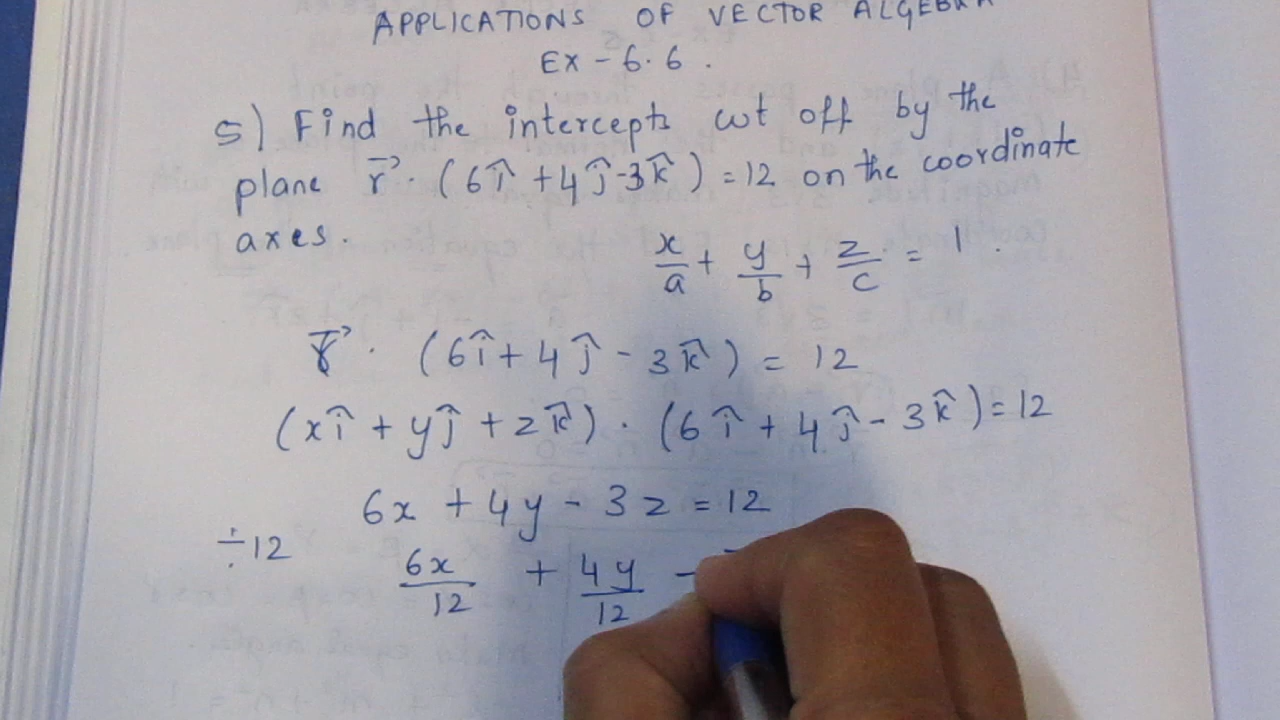 APPLICATIONS OF VECTOR ALGEBRA
Ex - 6.6.
5) Find the intercepts cut off by the
plane r⃗ · (6î + 4ĵ - 3k̂) = 12 on the coordinate
axes.
x/a + y/b + z/c = 1.
r⃗ · (6î + 4ĵ - 3k̂) = 12
(xî + yĵ + zk̂) · (6î + 4ĵ - 3k̂) = 12
6x + 4y - 3z = 12
÷12 6x/12 + 4y/12 -